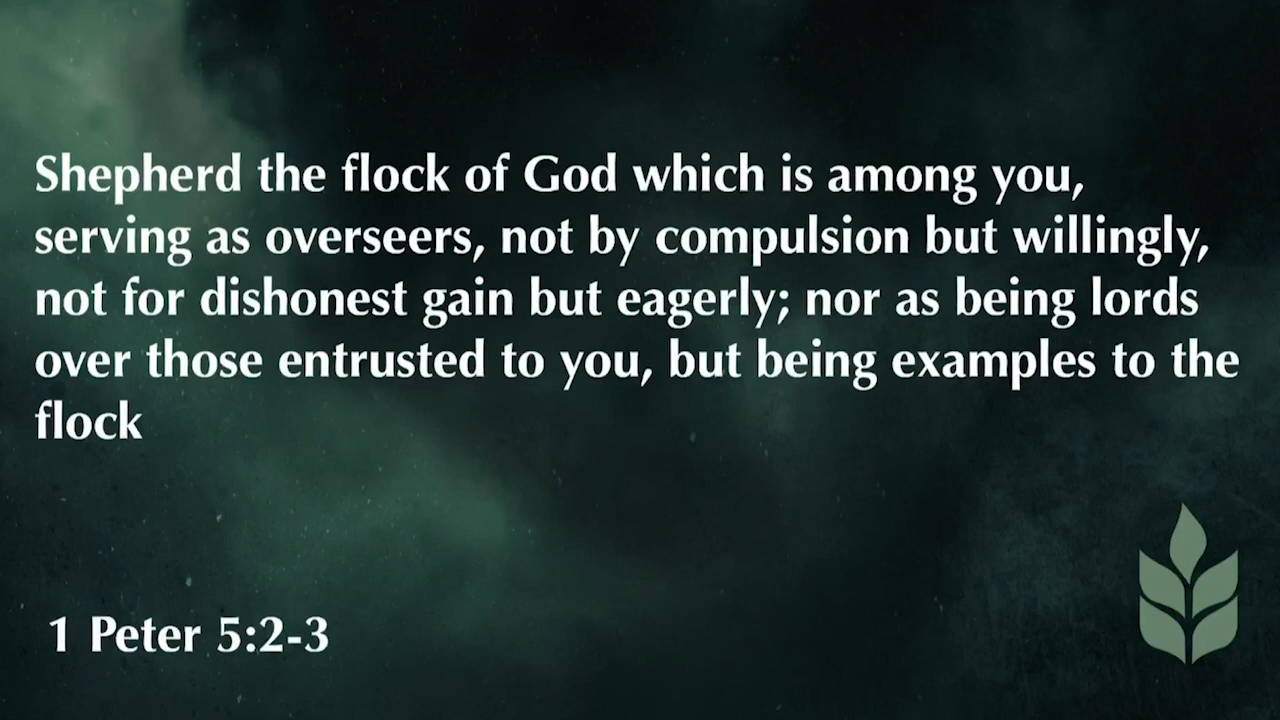 Shepherd the flock of God which is among you,
serving as overseers, not by compulsion but willingly,
not for dishonest gain but eagerly; nor as being lords
over those entrusted to you, but being examples to the
flock
1 Peter 5:2-3